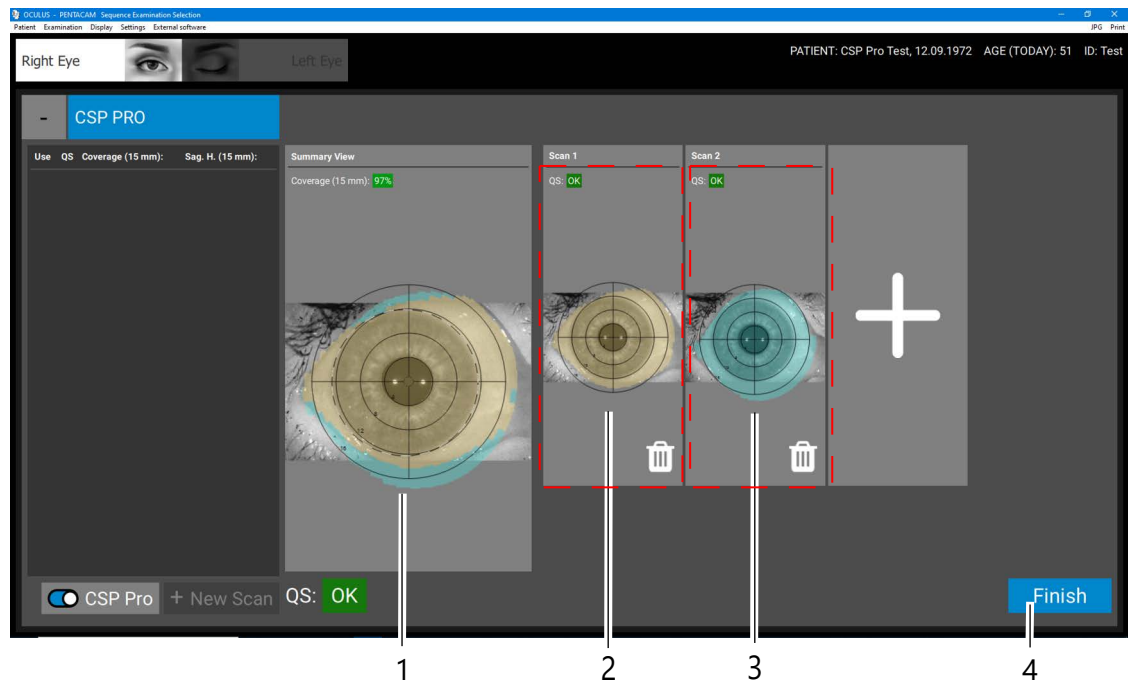 OCULUS - PENTACAM Sequence Examination Selection
Patient Examination Display Settings External software JPG Print
Right Eye Left Eye PATIENT: CSP Pro Test, 12.09.1972 AGE (TODAY): 51 ID: Test
- CSP PRO
Use QS Coverage (15 mm): Sag. H. (15 mm):
Summary View
Coverage (15 mm): 97%
Scan 1
QS: OK
Scan 2
QS: OK
CSP Pro + New Scan QS: OK Finish
1 2 3 4